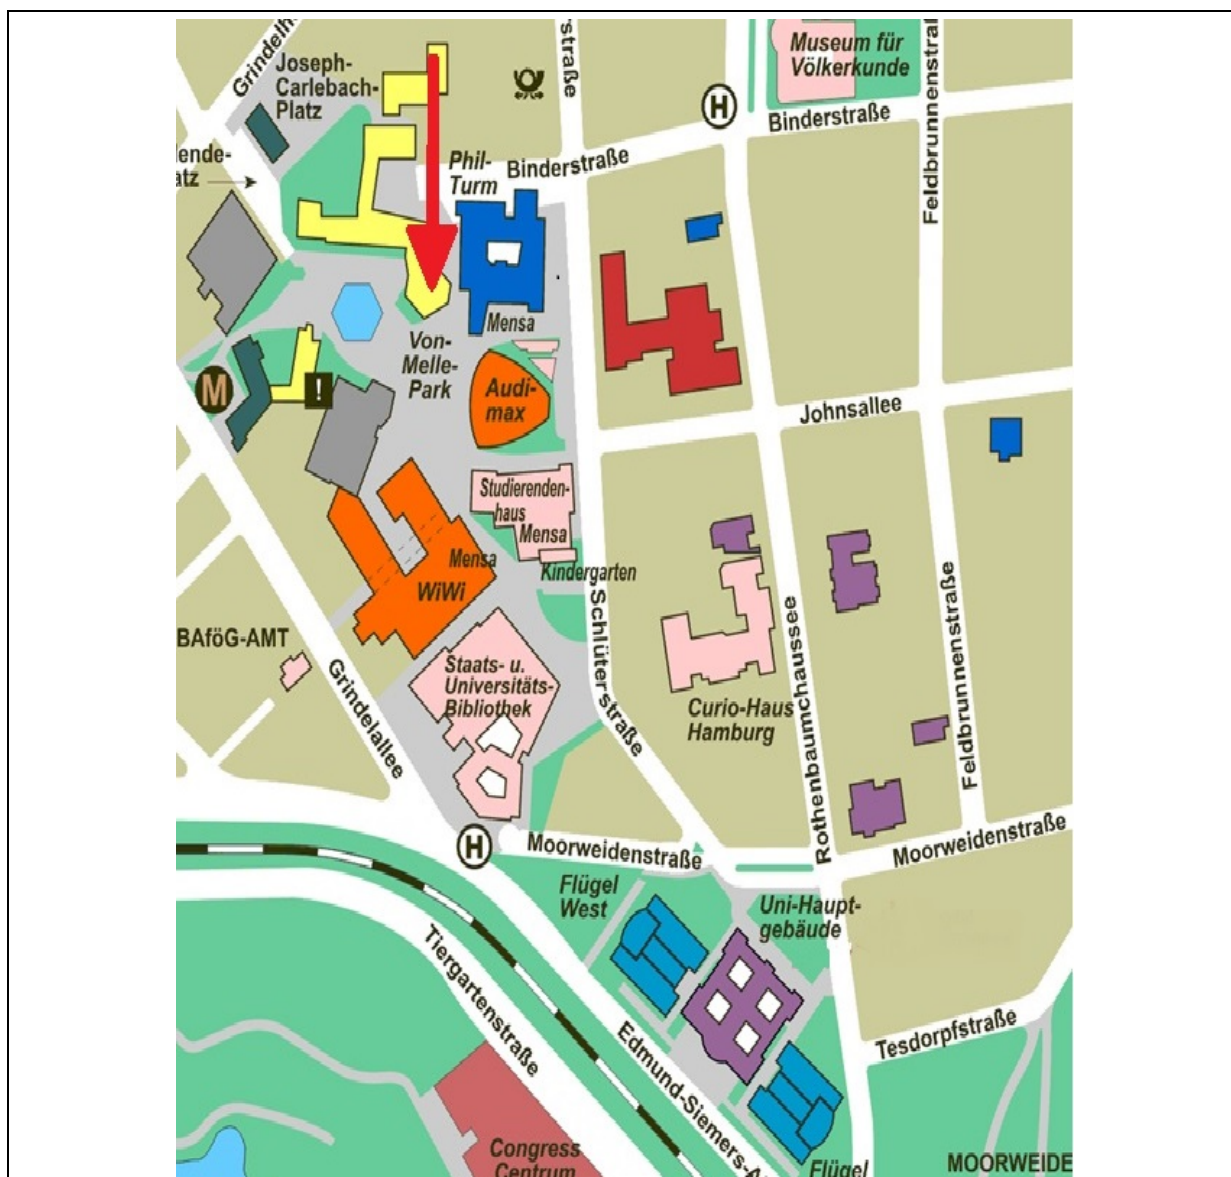 Grindelh
Joseph-
Carlebach-
Platz
straße
Museum für
Völkerkunde
Feldbrunnenstraß
H
Binderstraße
lende-
atz
Phil-
Turm
Binderstraße
Mensa
Von-
Melle-
Park
M
!
Audi-
max
Johnsallee
Studierenden-
haus
Mensa
Kindergarten
Mensa
WiWi
BAföG-AMT
Grindelallee
Staats- u.
Universitäts-
Bibliothek
Schlüterstraße
Curio-Haus
Hamburg
Rothenbaumchaussee
Feldbrunnenstraße
H
Moorweidenstraße
Moorweidenstraße
Flügel
West
Uni-Haupt-
gebäude
Tiergartenstraße
Edmund-Siemers-A
Tesdorpfstraße
Congress
Centrum
Flügel
MOORWEIDE